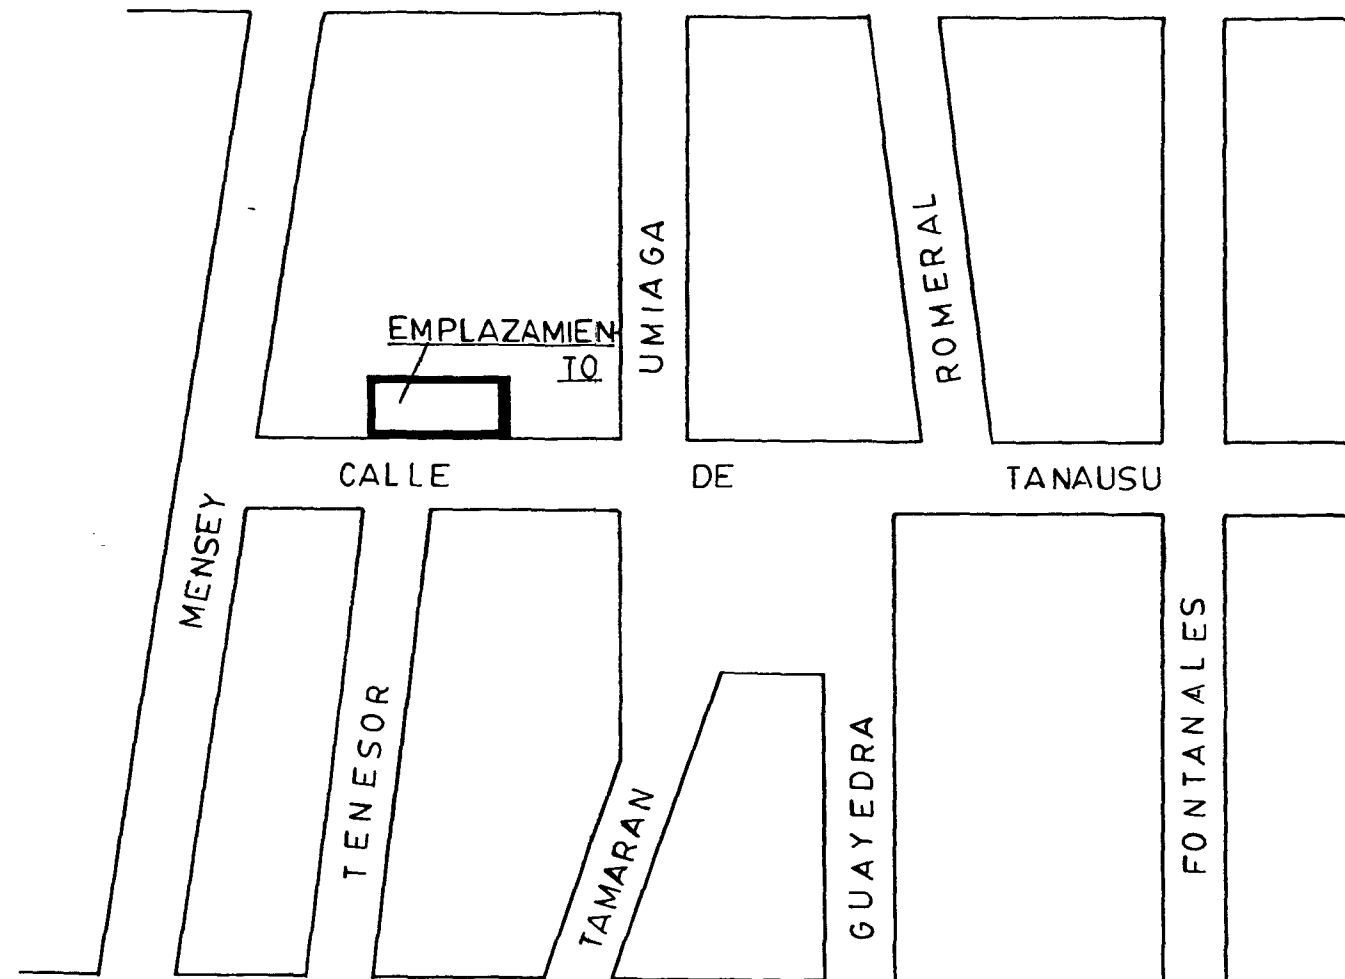 UMIAGA
ROMERAL
EMPLAZAMIEN
TO
CALLE DE TANAUSU
MENSEY
TENESOR
TAMARAN
GUAYEDRA
FONTANALES